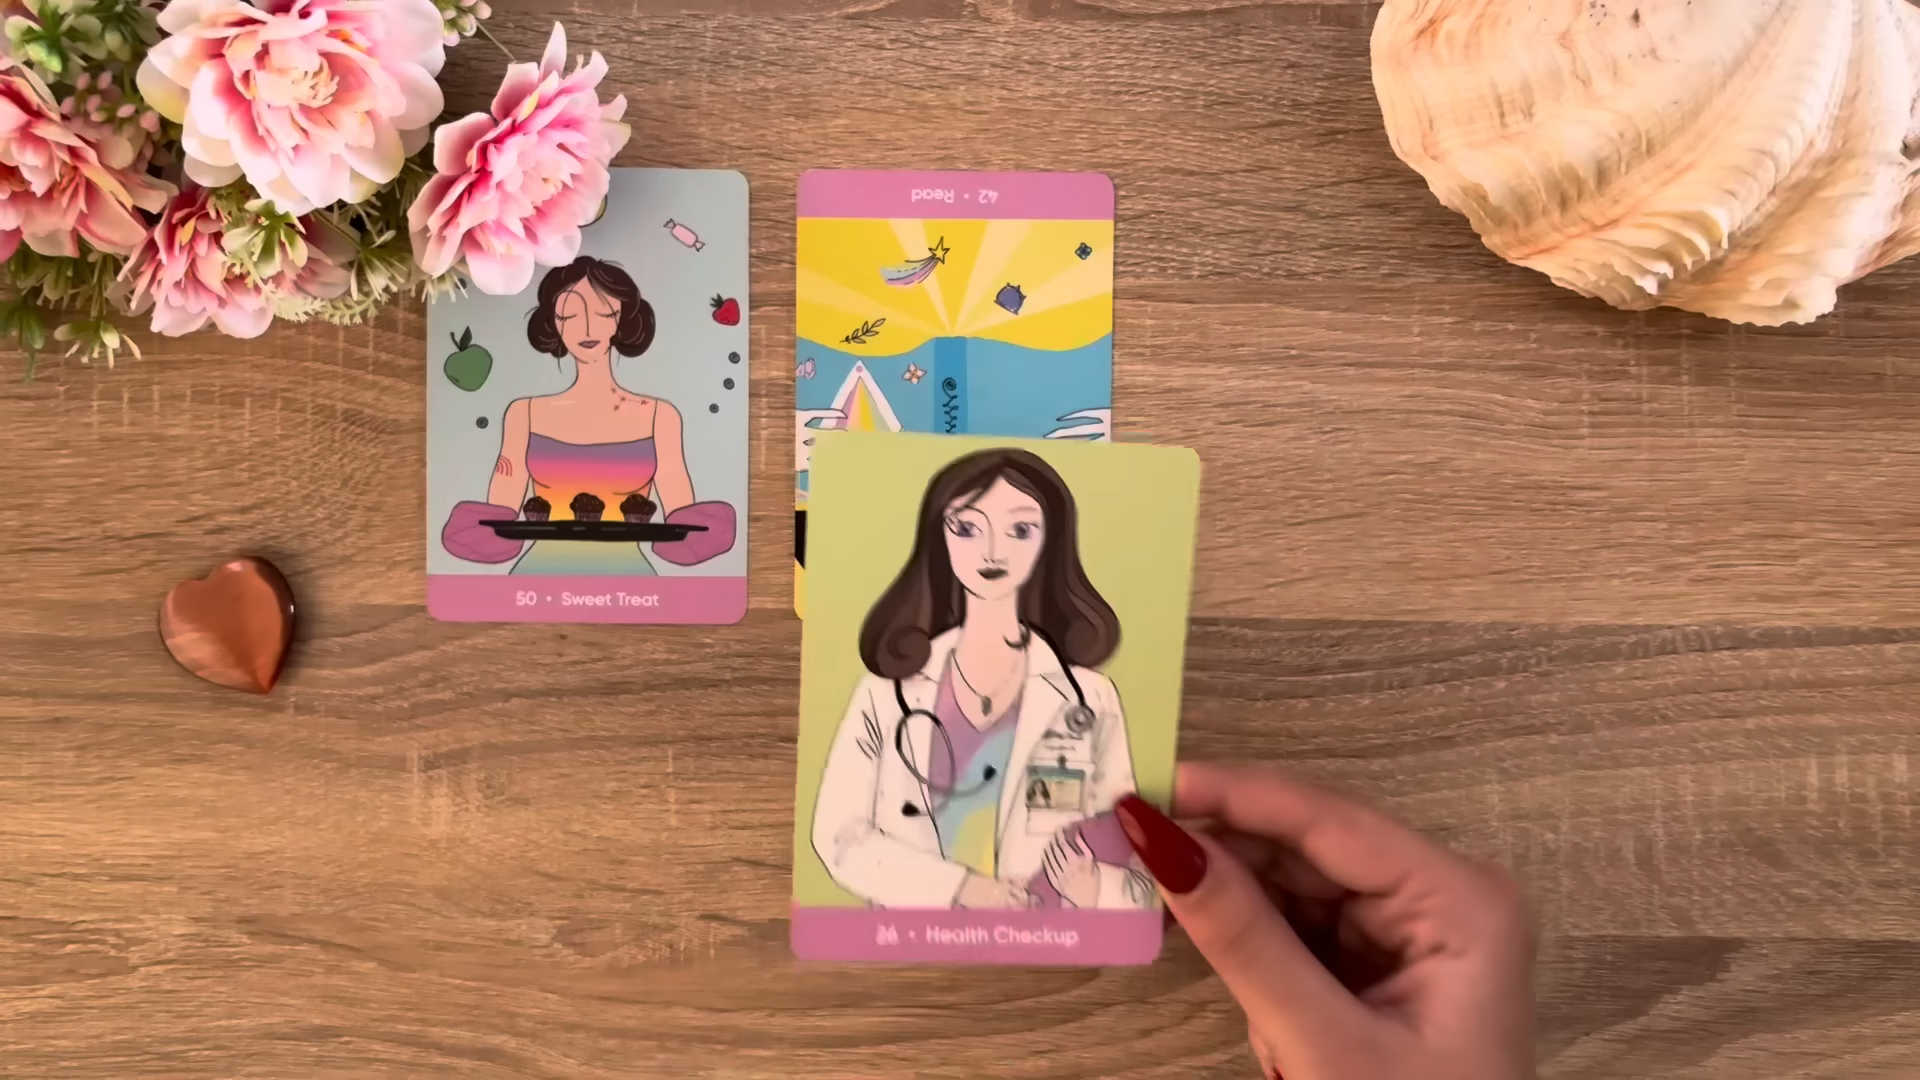 42 • Read
50 • Sweet Treat
• Health Checkup